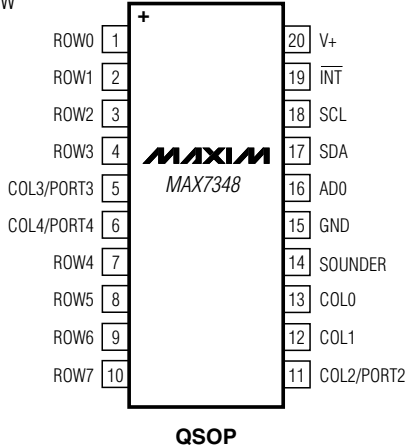 W
+
ROW0 1 20 V+
ROW1 2 19 INT
ROW2 3 18 SCL
ROW3 4 MAXIM 17 SDA
COL3/PORT3 5 MAX7348 16 AD0
COL4/PORT4 6 15 GND
ROW4 7 14 SOUNDER
ROW5 8 13 COL0
ROW6 9 12 COL1
ROW7 10 11 COL2/PORT2
QSOP